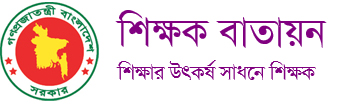 গণপ্রজাতন্ত্রী বাংলাদেশ
সরকার
শিক্ষক বাতায়ন
শিক্ষার উৎকর্ষ সাধনে শিক্ষক